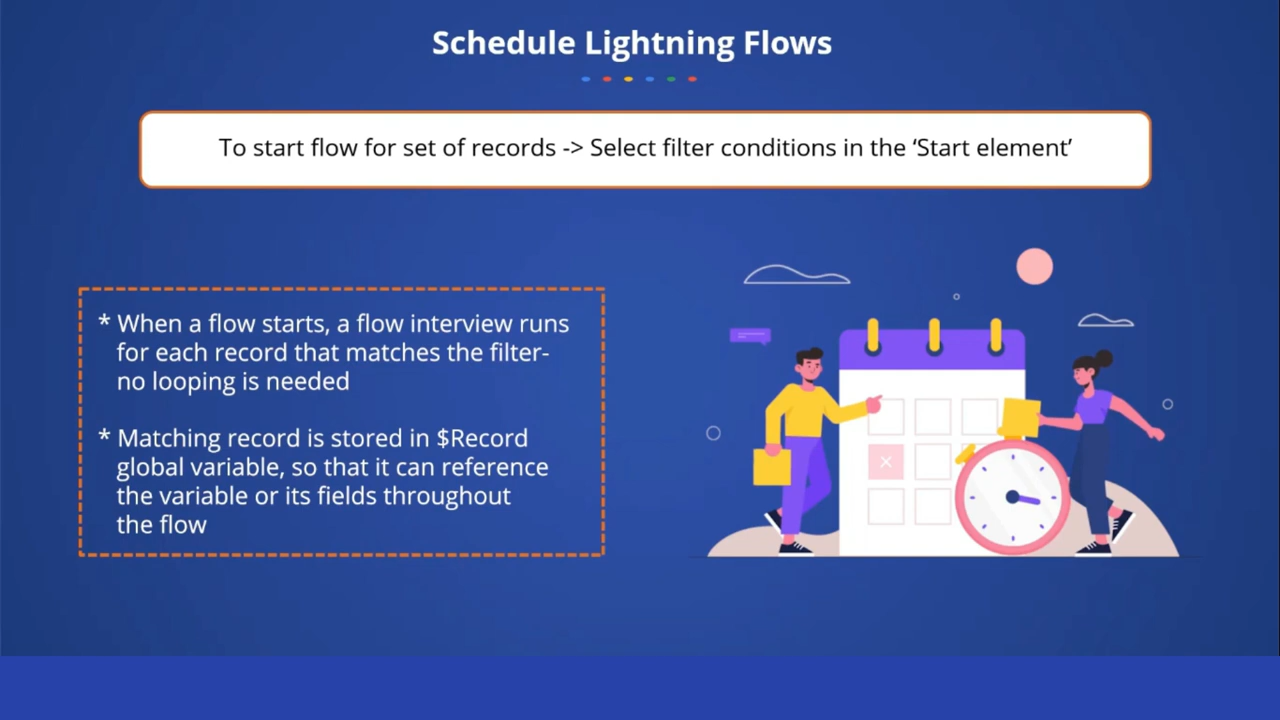 Schedule Lightning Flows
To start flow for set of records -> Select filter conditions in the ‘Start element’
* When a flow starts, a flow interview runs
for each record that matches the filter-
no looping is needed
* Matching record is stored in $Record
global variable, so that it can reference
the variable or its fields throughout
the flow